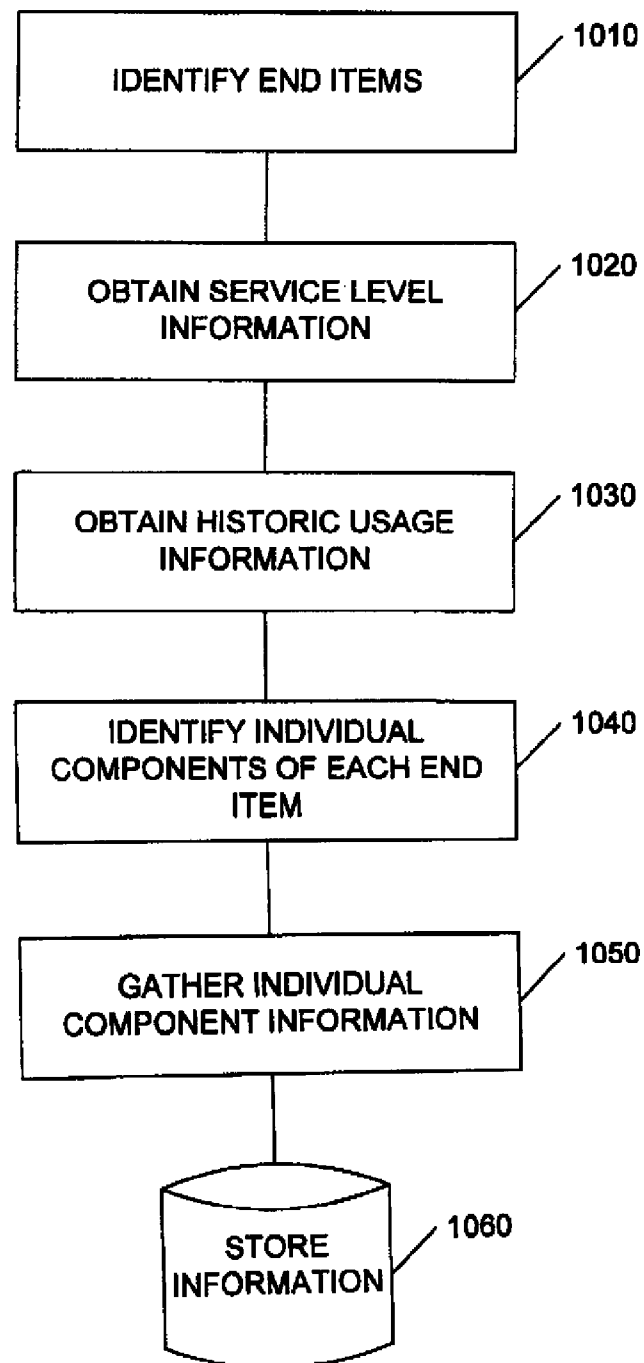 IDENTIFY END ITEMS
1010
OBTAIN SERVICE LEVEL
INFORMATION
1020
OBTAIN HISTORIC USAGE
INFORMATION
1030
IDENTIFY INDIVIDUAL
COMPONENTS OF EACH END
ITEM
1040
GATHER INDIVIDUAL
COMPONENT INFORMATION
1050
STORE
INFORMATION
1060